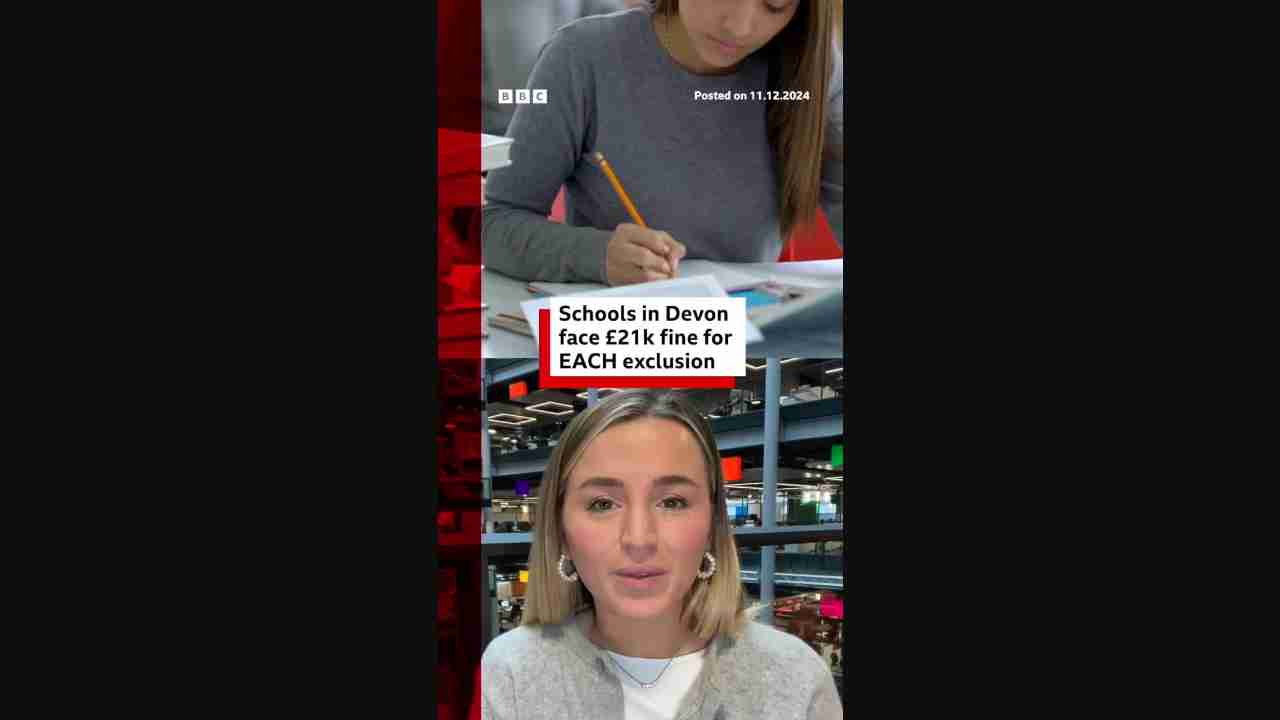 BBC
Posted on 11.12.2024
Schools in Devon
face £21k fine for
EACH exclusion